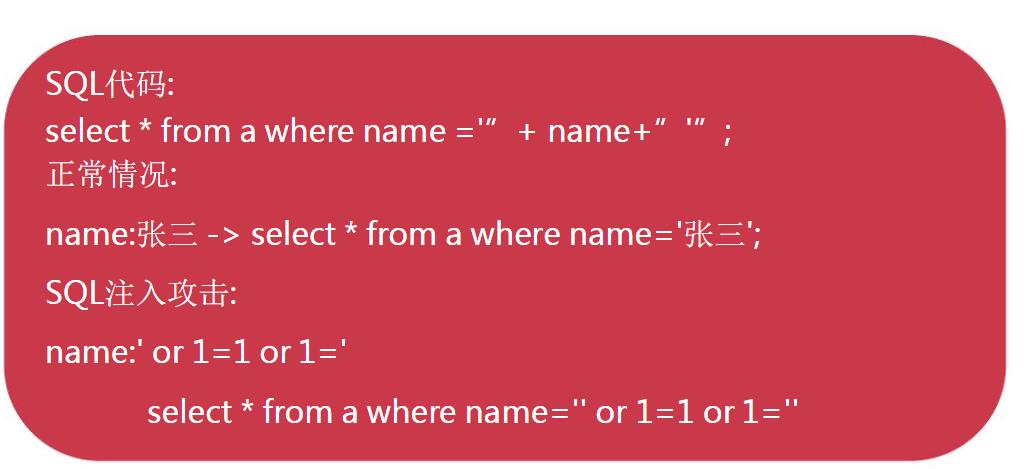 SQL代码:
select * from a where name ='” + name+” '” ;
正常情况:
name:张三 -> select * from a where name='张三';
SQL注入攻击:
name:' or 1=1 or 1='
select * from a where name='' or 1=1 or 1=''